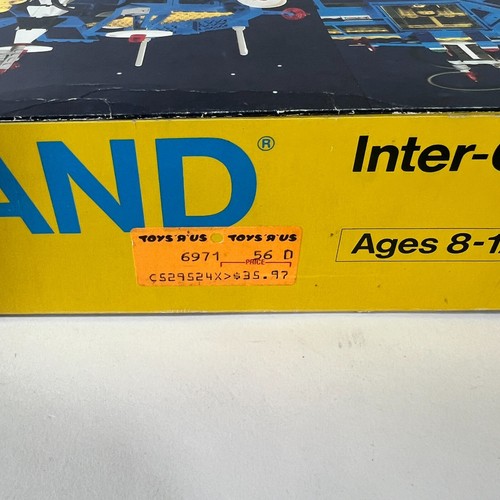 AND®
Inter-
Ages 8-1
TOYS "R" US TOYS "R" US
6971 56 D
PRICE
C529524X>$35.97